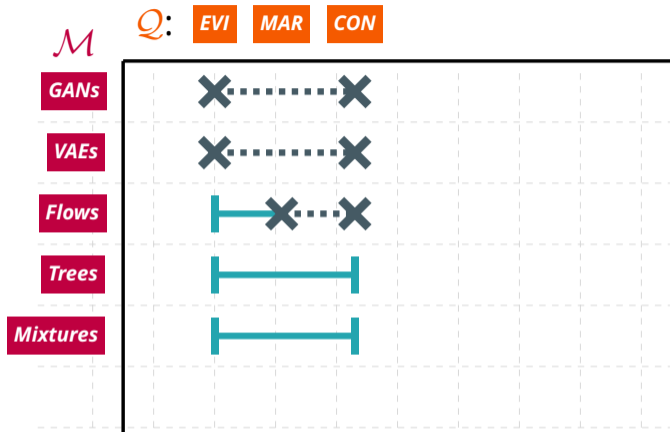 𝒬: EVI MAR CON
ℳ
GANs
VAEs
Flows
Trees
Mixtures